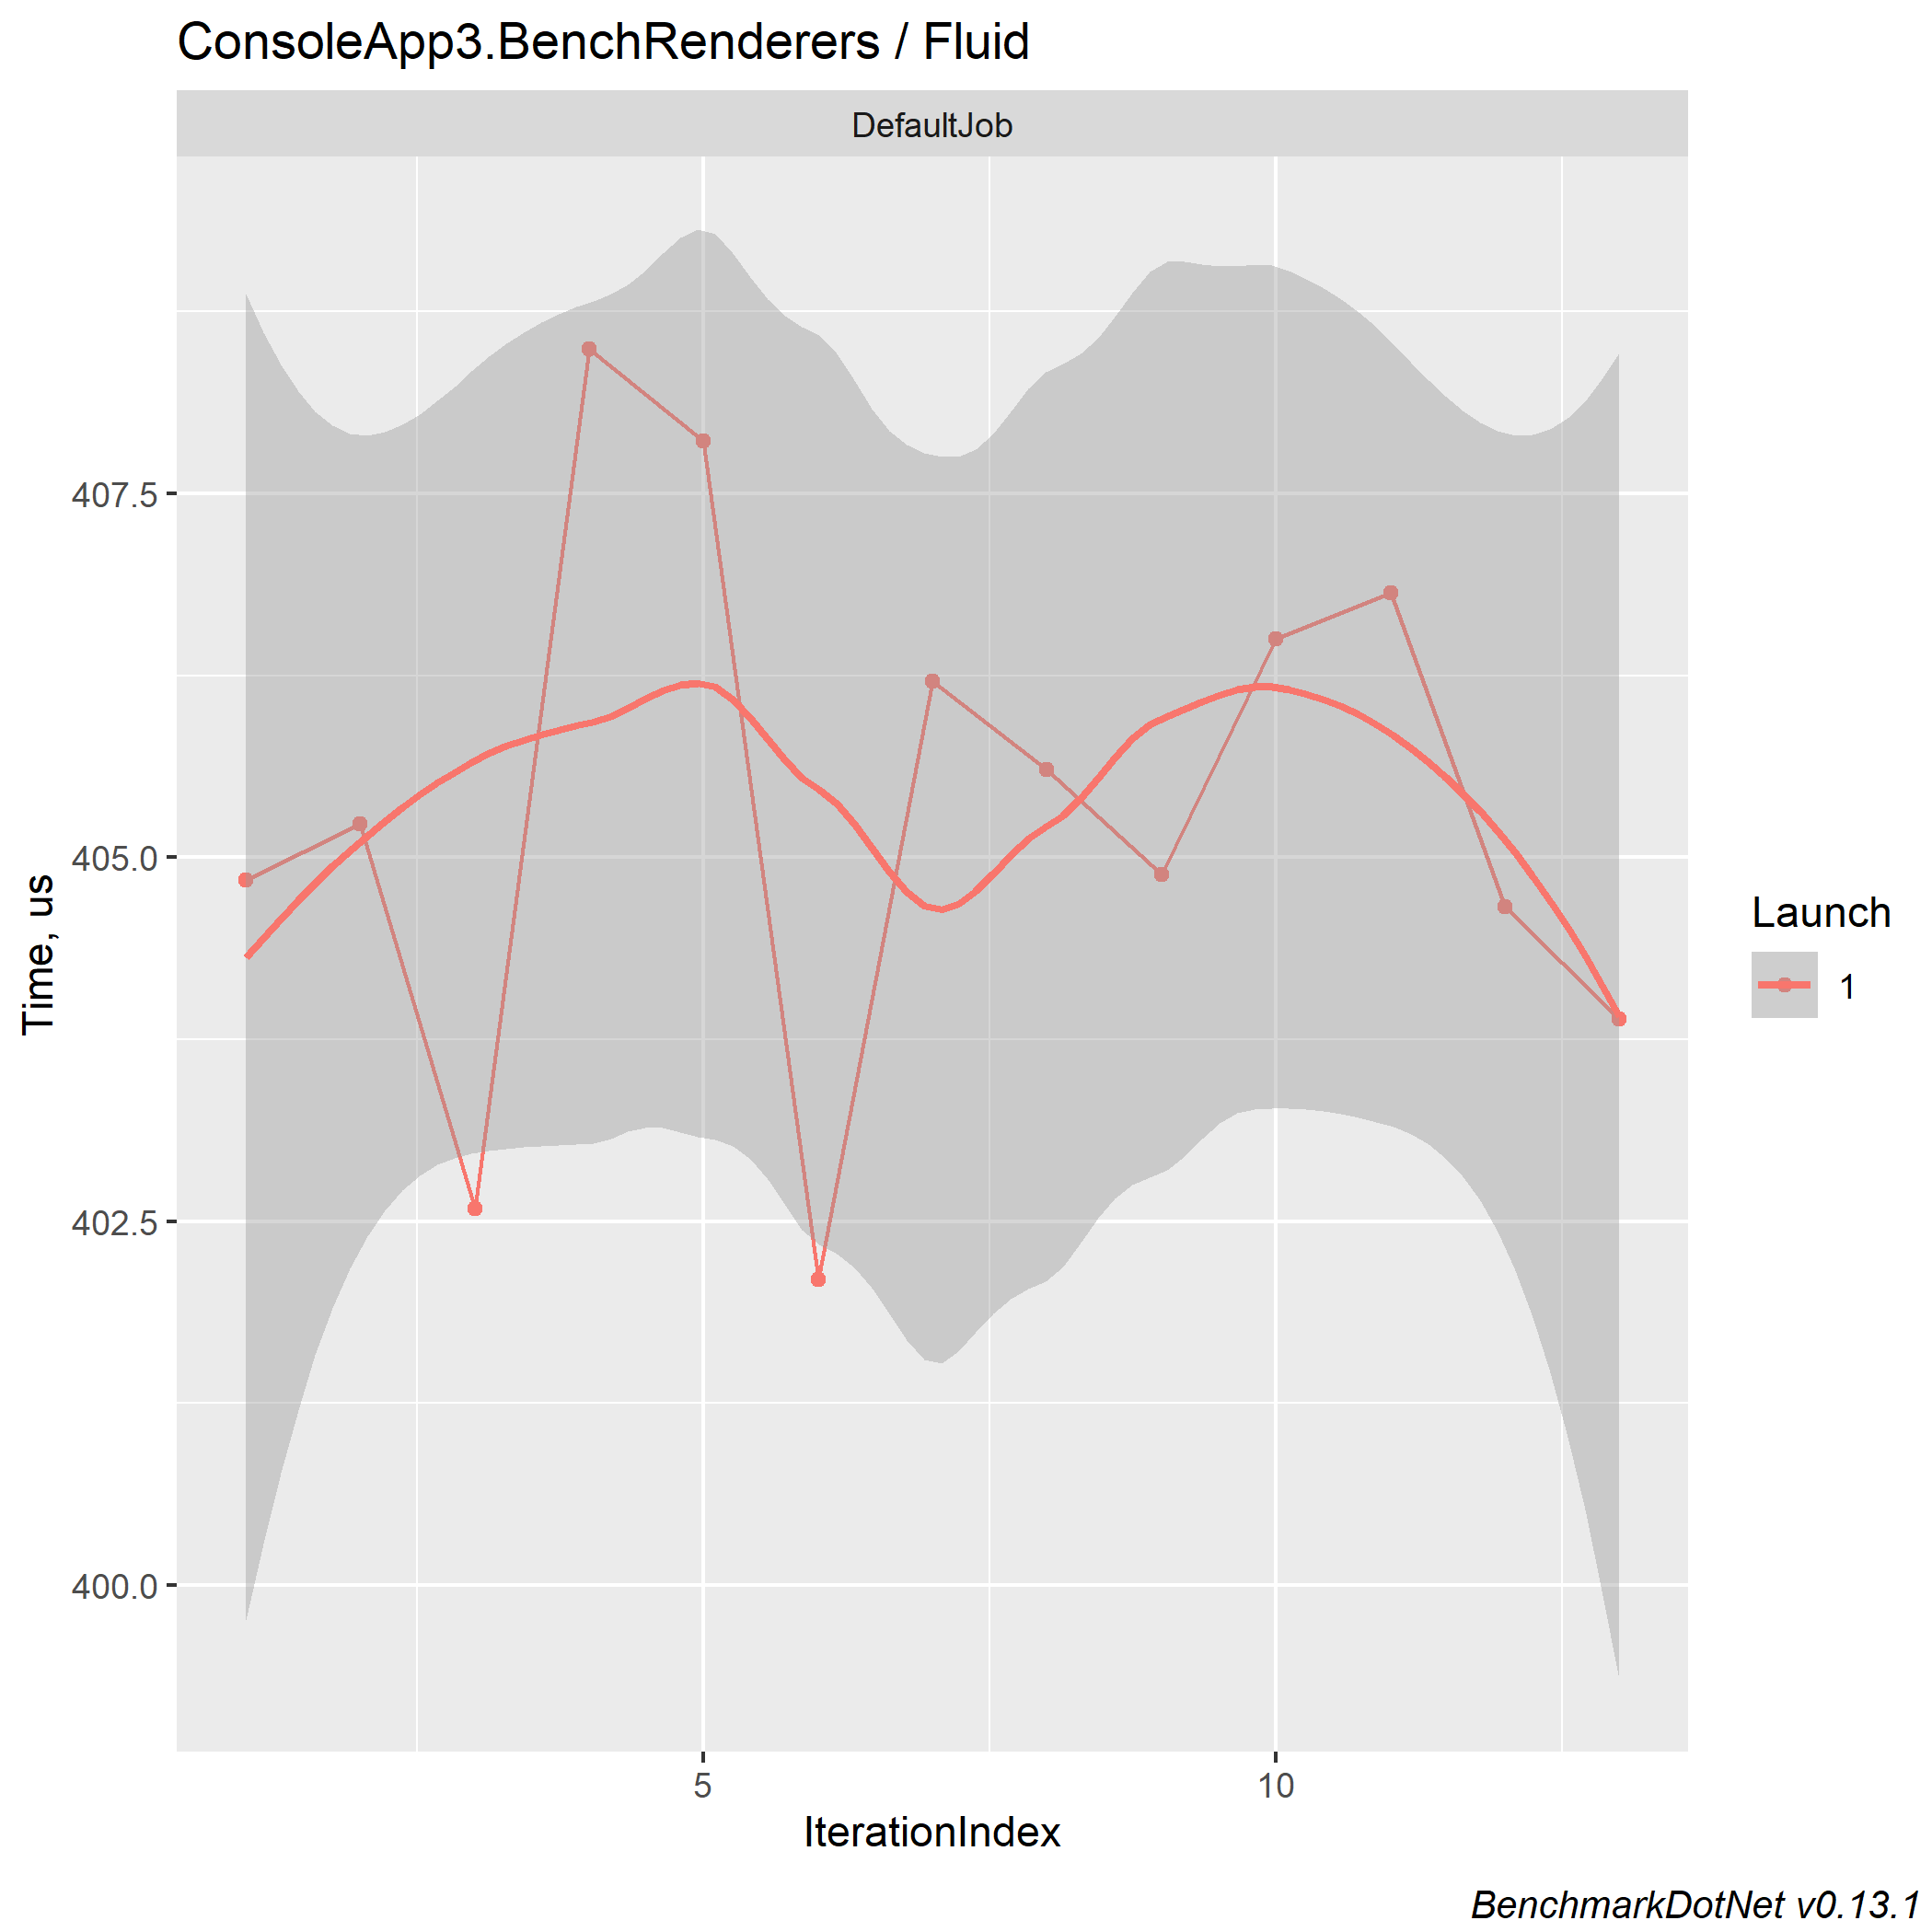 ConsoleApp3.BenchRenderers / Fluid
DefaultJob
407.5
405.0
402.5
400.0
Time, us
5
10
IterationIndex
Launch
1
BenchmarkDotNet v0.13.1